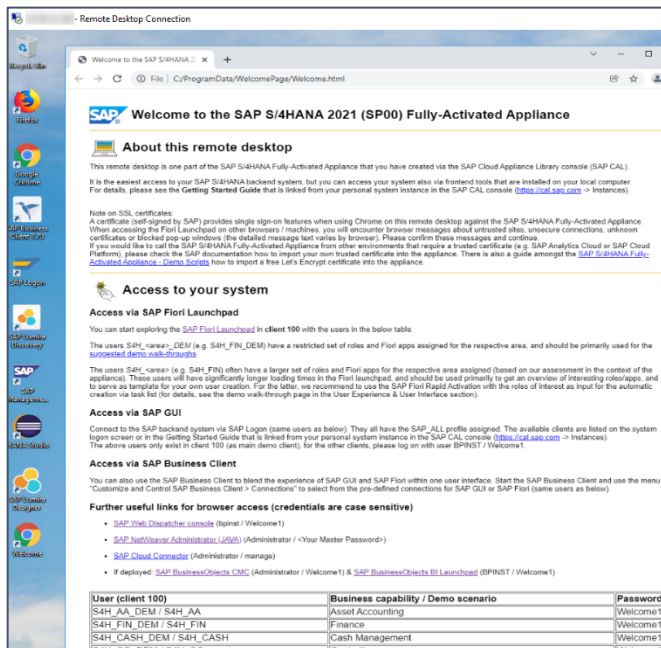 - Remote Desktop Connection
Recycle Bin
Firefox
Google
Chrome
SAP Business
Client 7.70
SAP Logon
SAP Lumira
Discovery
SAP
Manageme...
HANA Studio
SAP Lumira
Designer
Welcome
Welcome to the SAP S/4HANA 2
File | C:/ProgramData/WelcomePage/Welcome.html
SAP Welcome to the SAP S/4HANA 2021 (SP00) Fully-Activated Appliance
About this remote desktop
This remote desktop is one part of the SAP S/4HANA Fully-Activated Appliance that you have created via the SAP Cloud Appliance Library console (SAP CAL).
It is the easiest access to your SAP S/4HANA backend system, but you can access your system also via frontend tools that are installed on your local computer.
For details, please see the Getting Started Guide that is linked from your personal system instance in the SAP CAL console (https://cal.sap.com -> Instances).
Note on SSL certificates:
A certificate (self-signed by SAP) provides single sign-on features when using Chrome on this remote desktop against the SAP S/4HANA Fully-Activated Appliance.
When accessing the Fiori Launchpad on other browsers / machines, you will encounter browser messages about untrusted sites, unsecure connections, unknown
certificates or blocked pop-up windows (the detailed message text varies by browser). Please confirm these messages and continue.
If you would like to call the SAP S/4HANA Fully-Activated Appliance from other environments that require a trusted certificate (e.g. SAP Analytics Cloud or SAP Cloud
Platform), please check the SAP documentation how to import your own trusted certificate into the appliance. There is also a guide amongst the SAP S/4HANA Fully-
Activated Appliance - Demo Scripts how to import a free Let's Encrypt certificate into the appliance.
Access to your system
Access via SAP Fiori Launchpad
You can start exploring the SAP Fiori Launchpad in client 100 with the users in the below table.
The users S4H_<area>_DEM (e.g. S4H_FIN_DEM) have a restricted set of roles and Fiori apps assigned for the respective area, and should be primarily used for the
suggested demo walk-throughs.
The users S4H_<area> (e.g. S4H_FIN) often have a larger set of roles and Fiori apps for the respective area assigned (based on our assessment in the context of the
appliance). These users will have significantly longer loading times in the Fiori launchpad, and should be used primarily to get an overview of interesting roles/apps, and
to serve as template for your own user creation. For the latter, we recommend to use the SAP Fiori Rapid Activation with the roles of interest as input for the automatic
creation via task list (for details, see the demo walk-through page in the User Experience & User Interface section).
Access via SAP GUI
Connect to the SAP backend system via SAP Logon (same users as below). They all have the SAP_ALL profile assigned. The available clients are listed on the system
logon screen or in the Getting Started Guide that is linked from your personal system instance in the SAP CAL console (https://cal.sap.com -> Instances).
The above users only exist in client 100 (as main demo client), for the other clients, please log on with user BPINST / Welcome1.
Access via SAP Business Client
You can also use the SAP Business Client to blend the experience of SAP GUI and SAP Fiori within one user interface. Start the SAP Business Client and use the menu
"Customize and Control SAP Business Client > Connections" to select from the pre-defined connections for SAP GUI or SAP Fiori (same users as below).
Further useful links for browser access (credentials are case sensitive)
• SAP Web Dispatcher console (bpinst / Welcome1)
• SAP NetWeaver Administrator (JAVA) (Administrator / <Your Master Password>)
• SAP Cloud Connector (Administrator / manage)
• If deployed: SAP BusinessObjects CMC (Administrator / Welcome1) & SAP BusinessObjects BI Launchpad (BPINST / Welcome1)
User (client 100) Business capability / Demo scenario Password
S4H_AA_DEM / S4H_AA Asset Accounting Welcome1
S4H_FIN_DEM / S4H_FIN Finance Welcome1
S4H_CASH_DEM / S4H_CASH Cash Management Welcome1